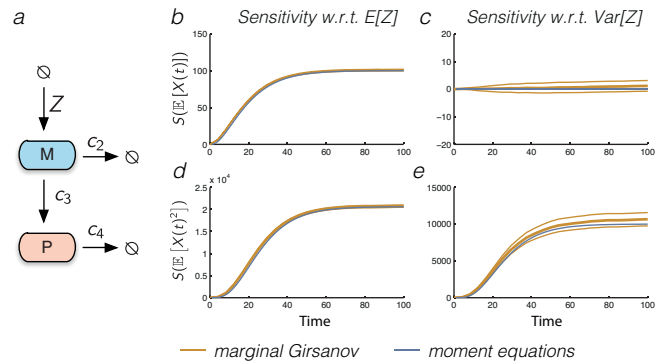 a
∅
Z
M
c2
∅
c3
P
c4
∅
b
Sensitivity w.r.t. E[Z]
S(𝔼[X(t)])
150
100
50
0
0 20 40 60 80 100
c
Sensitivity w.r.t. Var[Z]
20
10
0
−10
−20
0 20 40 60 80 100
d
S(𝔼[X(t)²])
x 10⁴
2.5
2
1.5
1
0.5
0
0 20 40 60 80 100
Time
e
15000
10000
5000
0
0 20 40 60 80 100
Time
marginal Girsanov
moment equations